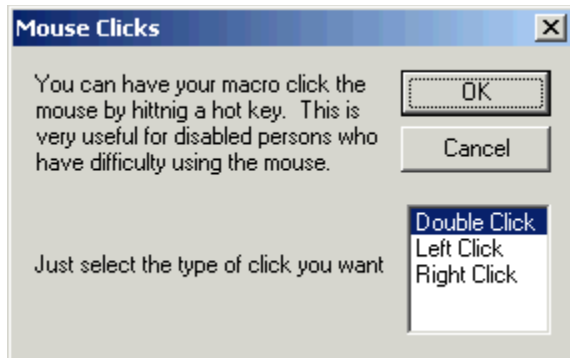 Mouse Clicks
You can have your macro click the
mouse by hittnig a hot key.  This is
very useful for disabled persons who
have difficulty using the mouse.
OK
Cancel
Just select the type of click you want
Double Click
Left Click
Right Click